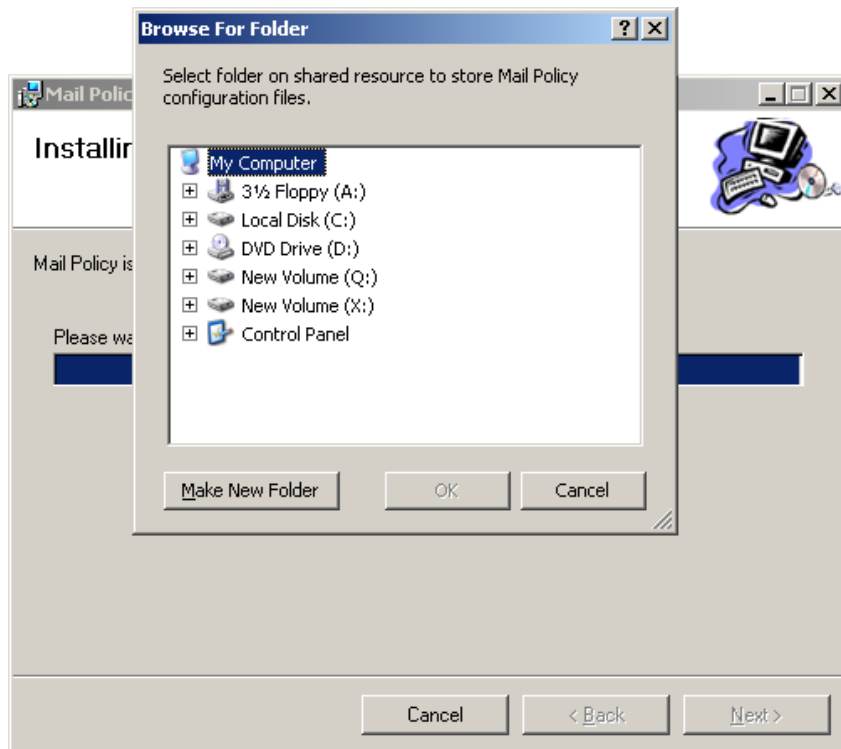 Browse For Folder
Select folder on shared resource to store Mail Policy
configuration files.
My Computer
3½ Floppy (A:)
Local Disk (C:)
DVD Drive (D:)
New Volume (Q:)
New Volume (X:)
Control Panel
Make New Folder
OK
Cancel
Mail Polic
Installin
Mail Policy is
Please wa
Cancel
< Back
Next >